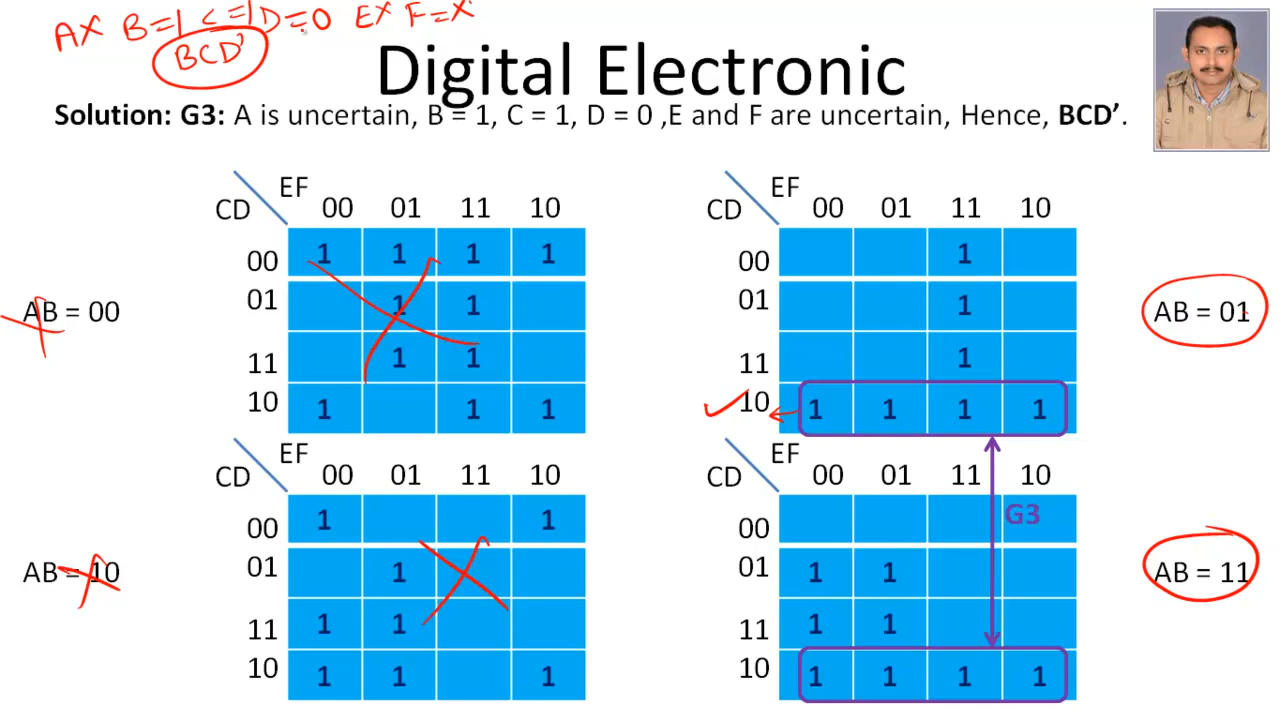 AX B=1 C=1 D=0 EX F=X
BCD'
Digital Electronic
Solution: G3: A is uncertain, B = 1, C = 1, D = 0 ,E and F are uncertain, Hence, BCD’.
EF
CD 00 01 11 10
00 1 1 1 1
01 1 1
11 1 1
10 1 1 1
AB = 00
EF
CD 00 01 11 10
00 1
01 1
11 1
10 1 1 1 1
AB = 01
EF
CD 00 01 11 10
00 1 1
01 1
11 1 1
10 1 1 1
AB = 10
EF
CD 00 01 11 10
00 G3
01 1 1
11 1 1
10 1 1 1 1
AB = 11